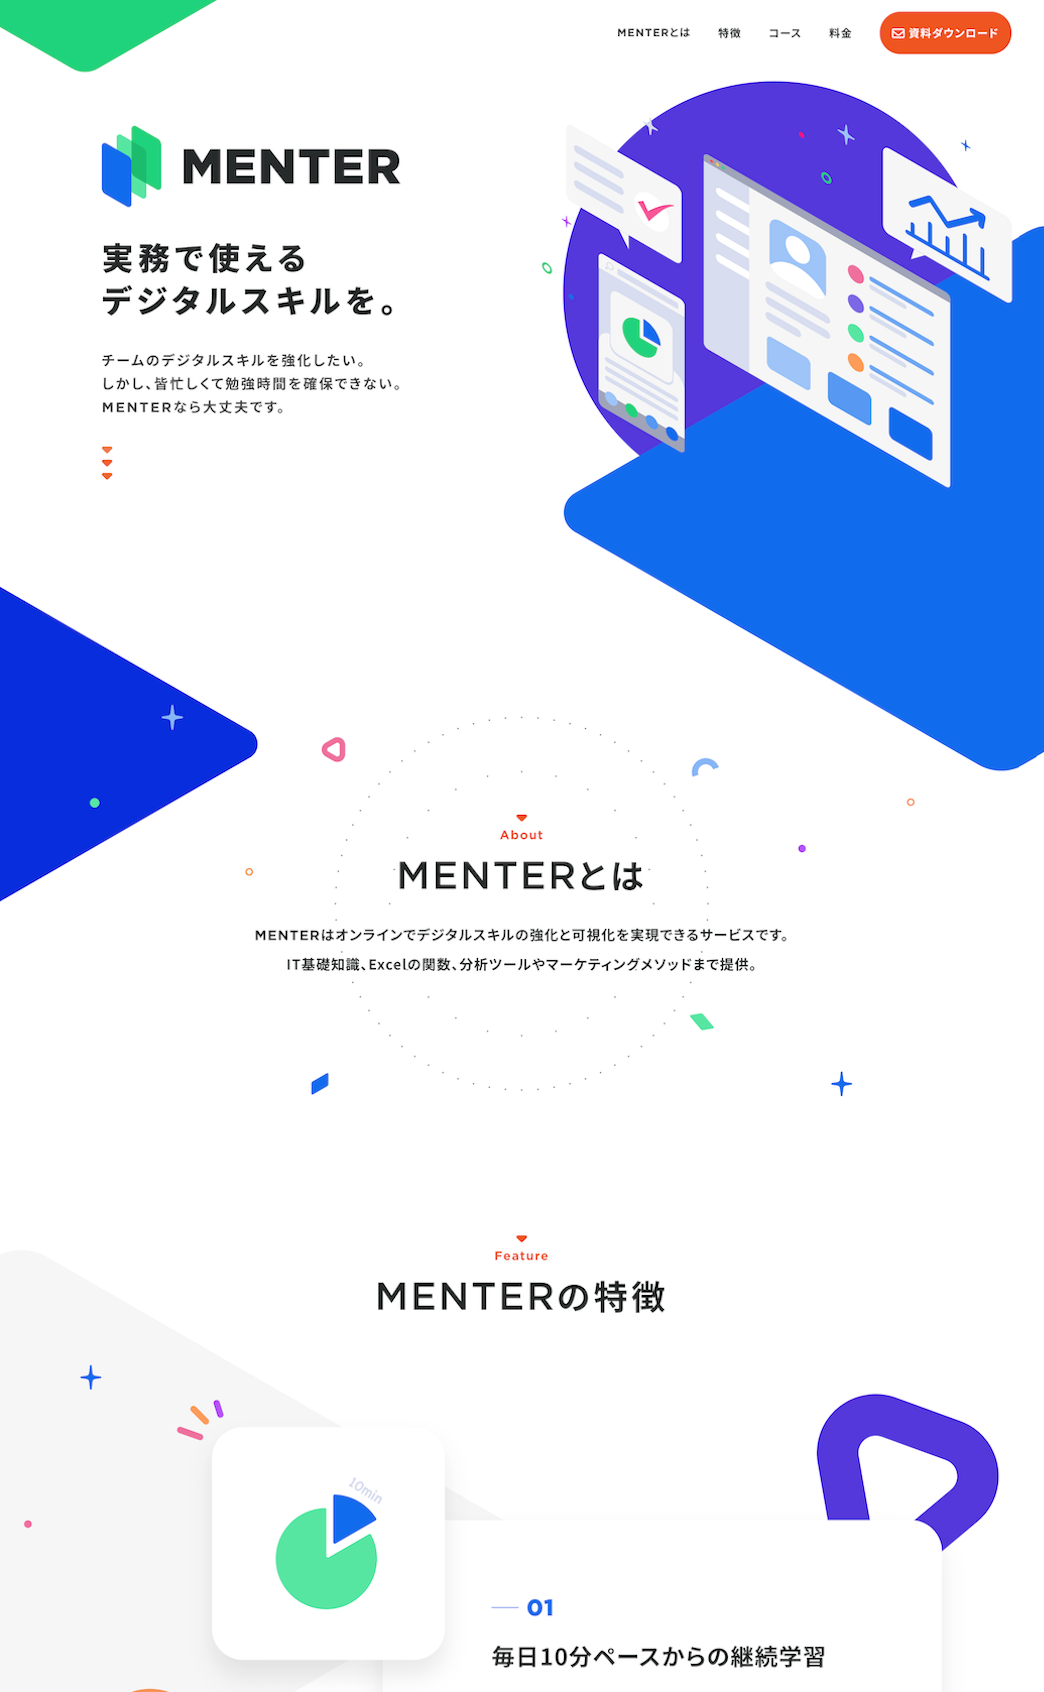 MENTERとは
特徴
コース
料金
資料ダウンロード
MENTER
実務で使える
デジタルスキルを。
チームのデジタルスキルを強化したい。
しかし、皆忙しくて勉強時間を確保できない。
MENTERなら大丈夫です。
About
MENTERとは
MENTERはオンラインでデジタルスキルの強化と可視化を実現できるサービスです。
IT基礎知識、Excelの関数、分析ツールやマーケティングメソッドまで提供。
Feature
MENTERの特徴
10min
01
毎日10分ペースからの継続学習